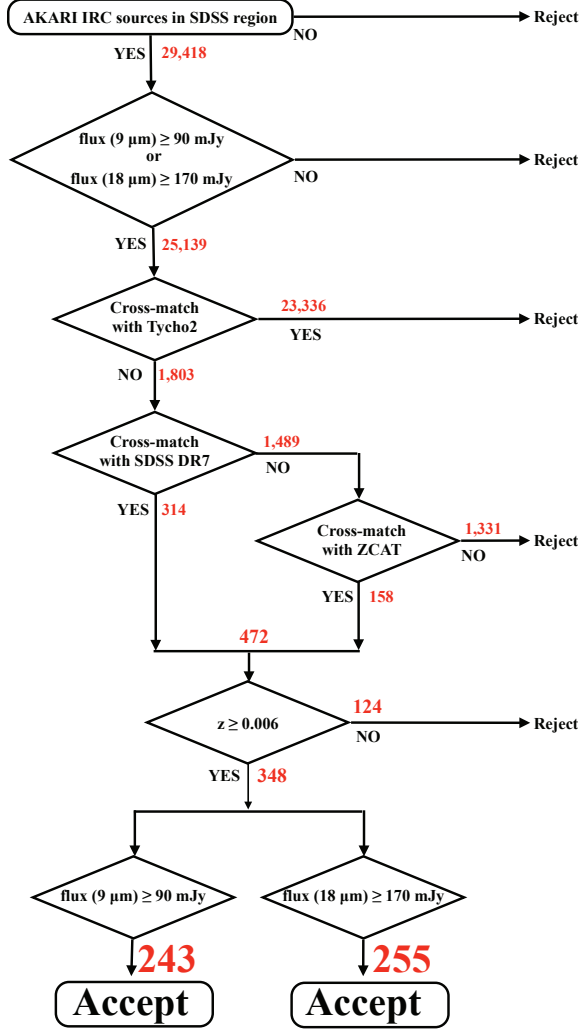 AKARI IRC sources in SDSS region
NO
Reject
YES
29,418
flux (9 μm) ≥ 90 mJy
or
flux (18 μm) ≥ 170 mJy
NO
Reject
YES
25,139
Cross-match
with Tycho2
23,336
YES
Reject
NO
1,803
Cross-match
with SDSS DR7
1,489
NO
YES
314
Cross-match
with ZCAT
1,331
NO
Reject
YES
158
472
z ≥ 0.006
124
NO
Reject
YES
348
flux (9 μm) ≥ 90 mJy
flux (18 μm) ≥ 170 mJy
243
255
Accept
Accept